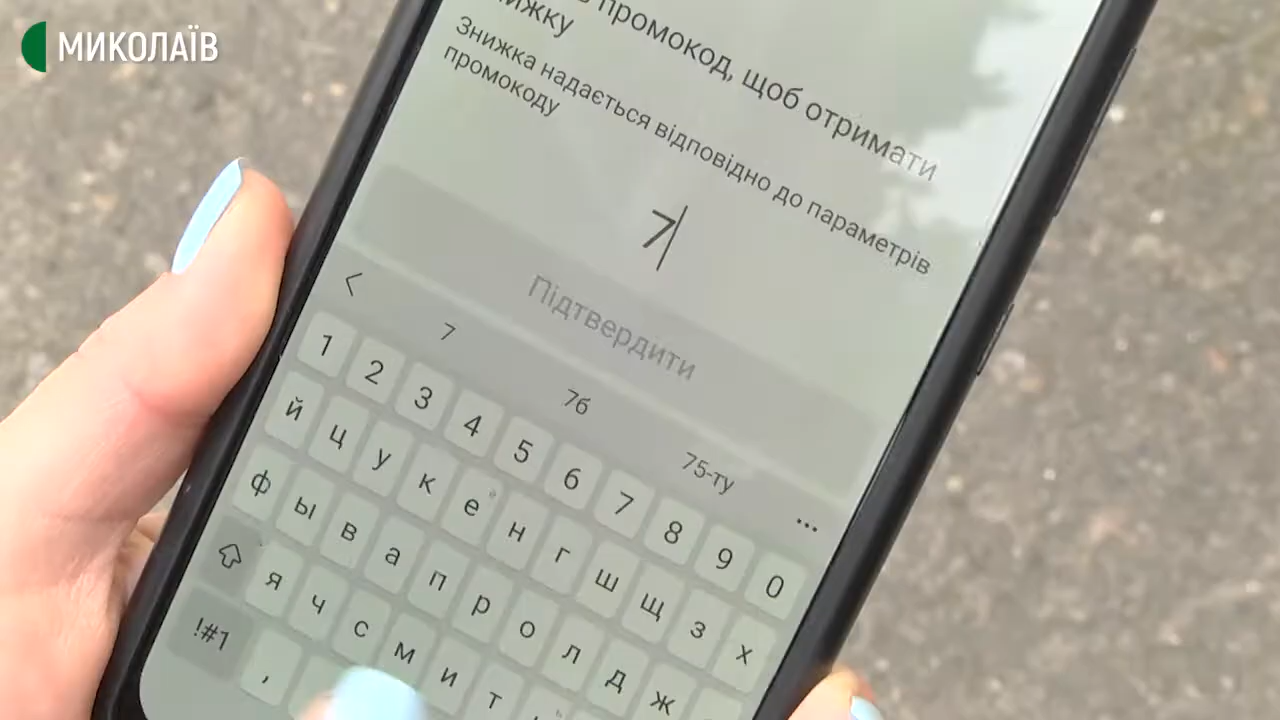 МИКОЛАЇВ
промокод, щоб отримати
знижку
Знижка надається відповідно до параметрів
промокоду
7
Підтвердити
7
7б
75-ту
1 2 3 4 5 6 7 8 9 0
й ц у к е н г ш щ з х
ф ы в а п р о л д ж
я ч с м и т
!#1 ,